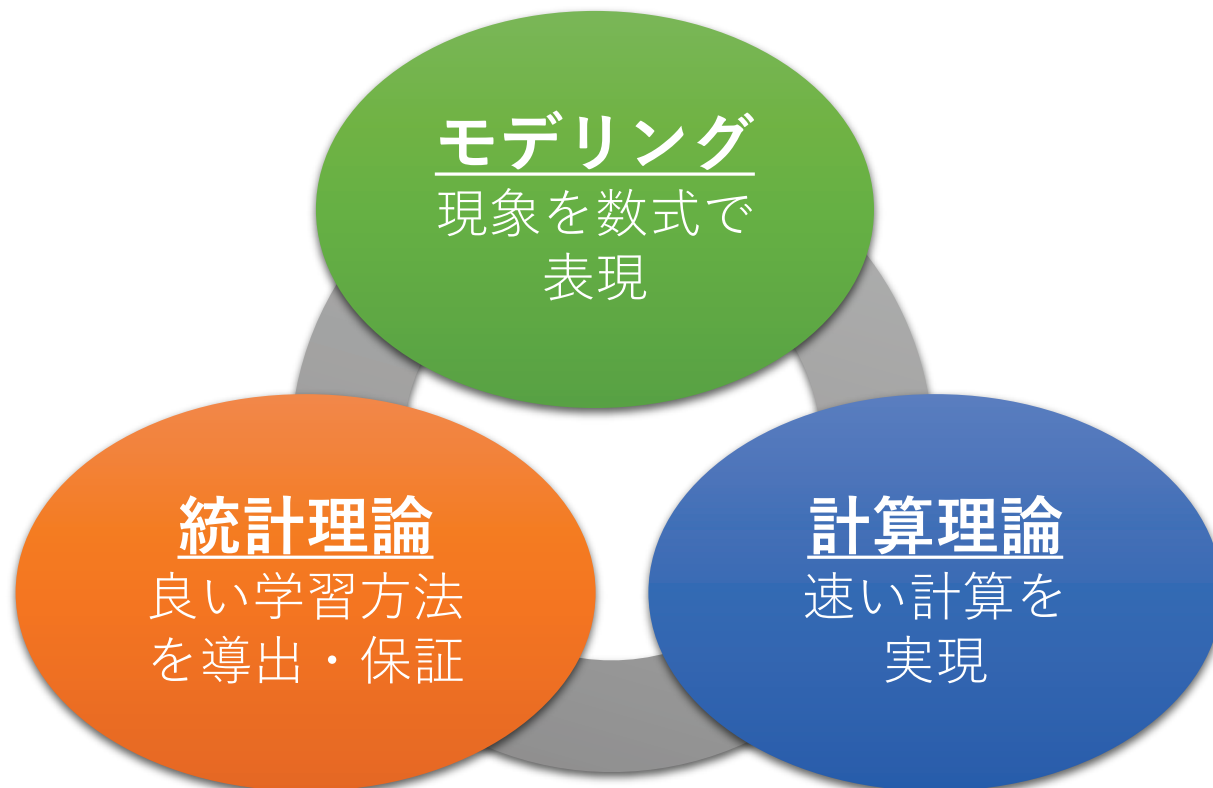 モデリング
現象を数式で
表現
統計理論
良い学習方法
を導出・保証
計算理論
速い計算を
実現